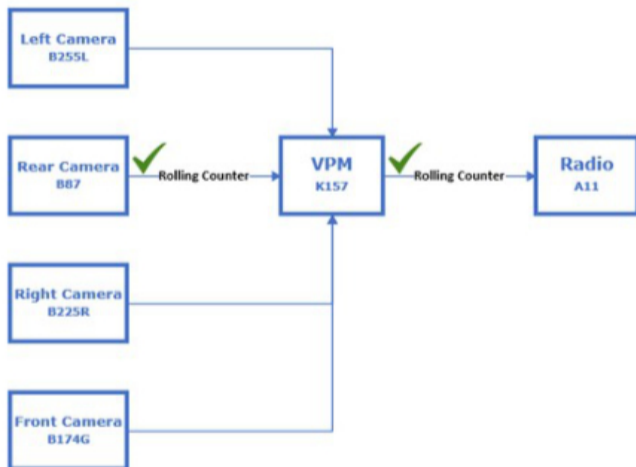 Left Camera
B255L
Rear Camera
B87
Rolling Counter
VPM
K157
Rolling Counter
Radio
A11
Right Camera
B225R
Front Camera
B174G